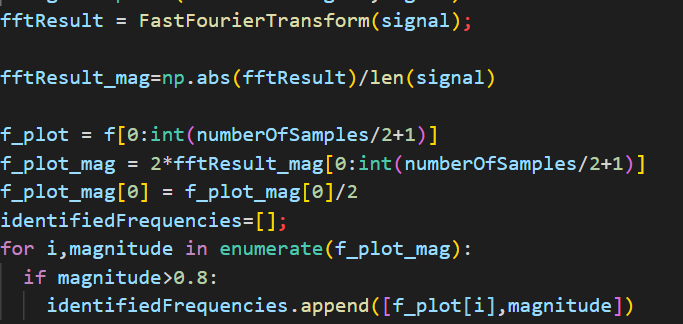 fftResult = FastFourierTransform(signal);
fftResult_mag=np.abs(fftResult)/len(signal)
f_plot = f[0:int(numberOfSamples/2+1)]
f_plot_mag = 2*fftResult_mag[0:int(numberOfSamples/2+1)]
f_plot_mag[0] = f_plot_mag[0]/2
identifiedFrequencies=[];
for i,magnitude in enumerate(f_plot_mag):
if magnitude>0.8:
identifiedFrequencies.append([f_plot[i],magnitude])